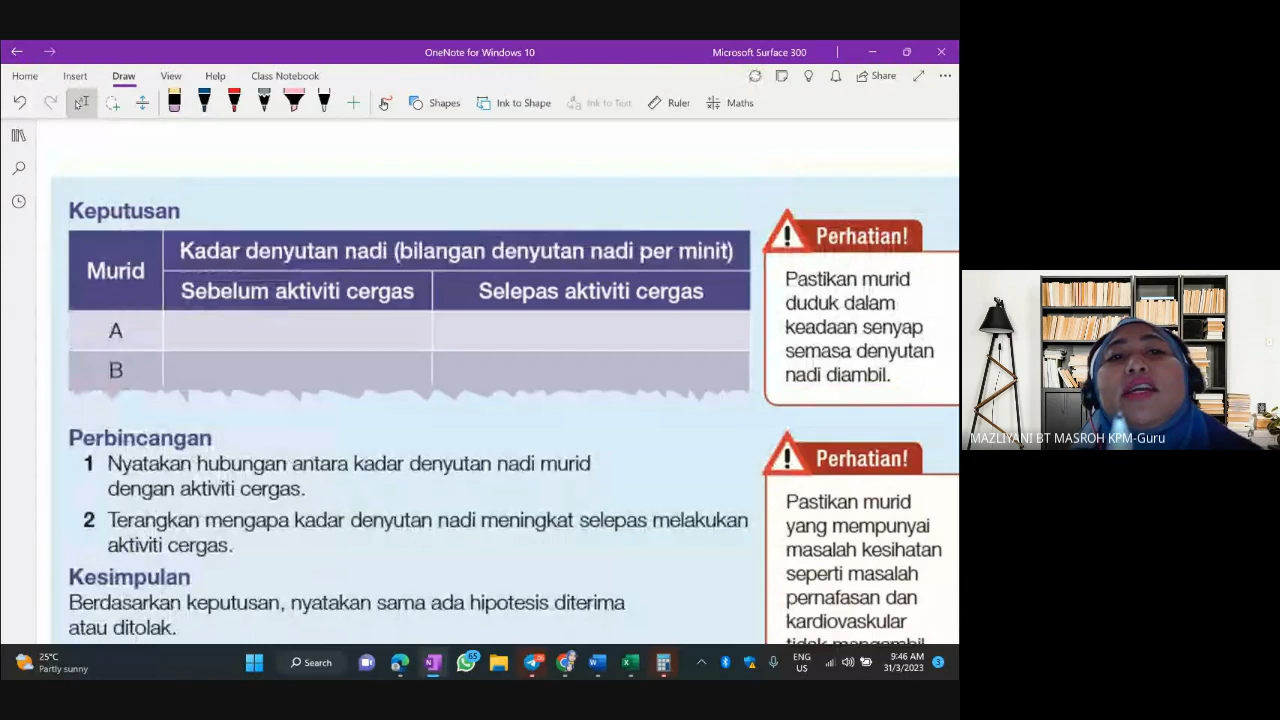 OneNote for Windows 10
Microsoft Surface 300
Home Insert Draw View Help Class Notebook
Share
Shapes Ink to Shape Ink to Text Ruler Maths
Keputusan
Murid
Kadar denyutan nadi (bilangan denyutan nadi per minit)
Sebelum aktiviti cergas
Selepas aktiviti cergas
A
B
Perhatian!
Pastikan murid
duduk dalam
keadaan senyap
semasa denyutan
nadi diambil.
Perbincangan
1 Nyatakan hubungan antara kadar denyutan nadi murid
dengan aktiviti cergas.
2 Terangkan mengapa kadar denyutan nadi meningkat selepas melakukan
aktiviti cergas.
Kesimpulan
Berdasarkan keputusan, nyatakan sama ada hipotesis diterima
atau ditolak.
Perhatian!
Pastikan murid
yang mempunyai
masalah kesihatan
seperti masalah
pernafasan dan
kardiovaskular
tidak mengambil
MAZLIYANI BT MASROH KPM-Guru
25°C
Partly sunny
Search
65
ENG
US
9:46 AM
31/3/2023
3